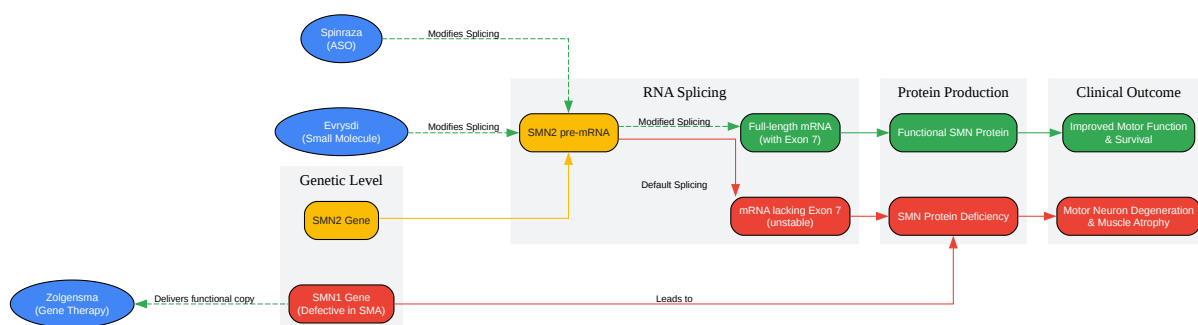 Spinraza
(ASO)
Modifies Splicing
RNA Splicing
Protein Production
Clinical Outcome
Evrysdi
(Small Molecule)
Modifies Splicing
SMN2 pre-mRNA
Modified Splicing
Full-length mRNA
(with Exon 7)
Functional SMN Protein
Improved Motor Function
& Survival
Genetic Level
Default Splicing
SMN2 Gene
mRNA lacking Exon 7
(unstable)
SMN Protein Deficiency
Motor Neuron Degeneration
& Muscle Atrophy
Zolgensma
(Gene Therapy)
Delivers functional copy
SMN1 Gene
(Defective in SMA)
Leads to